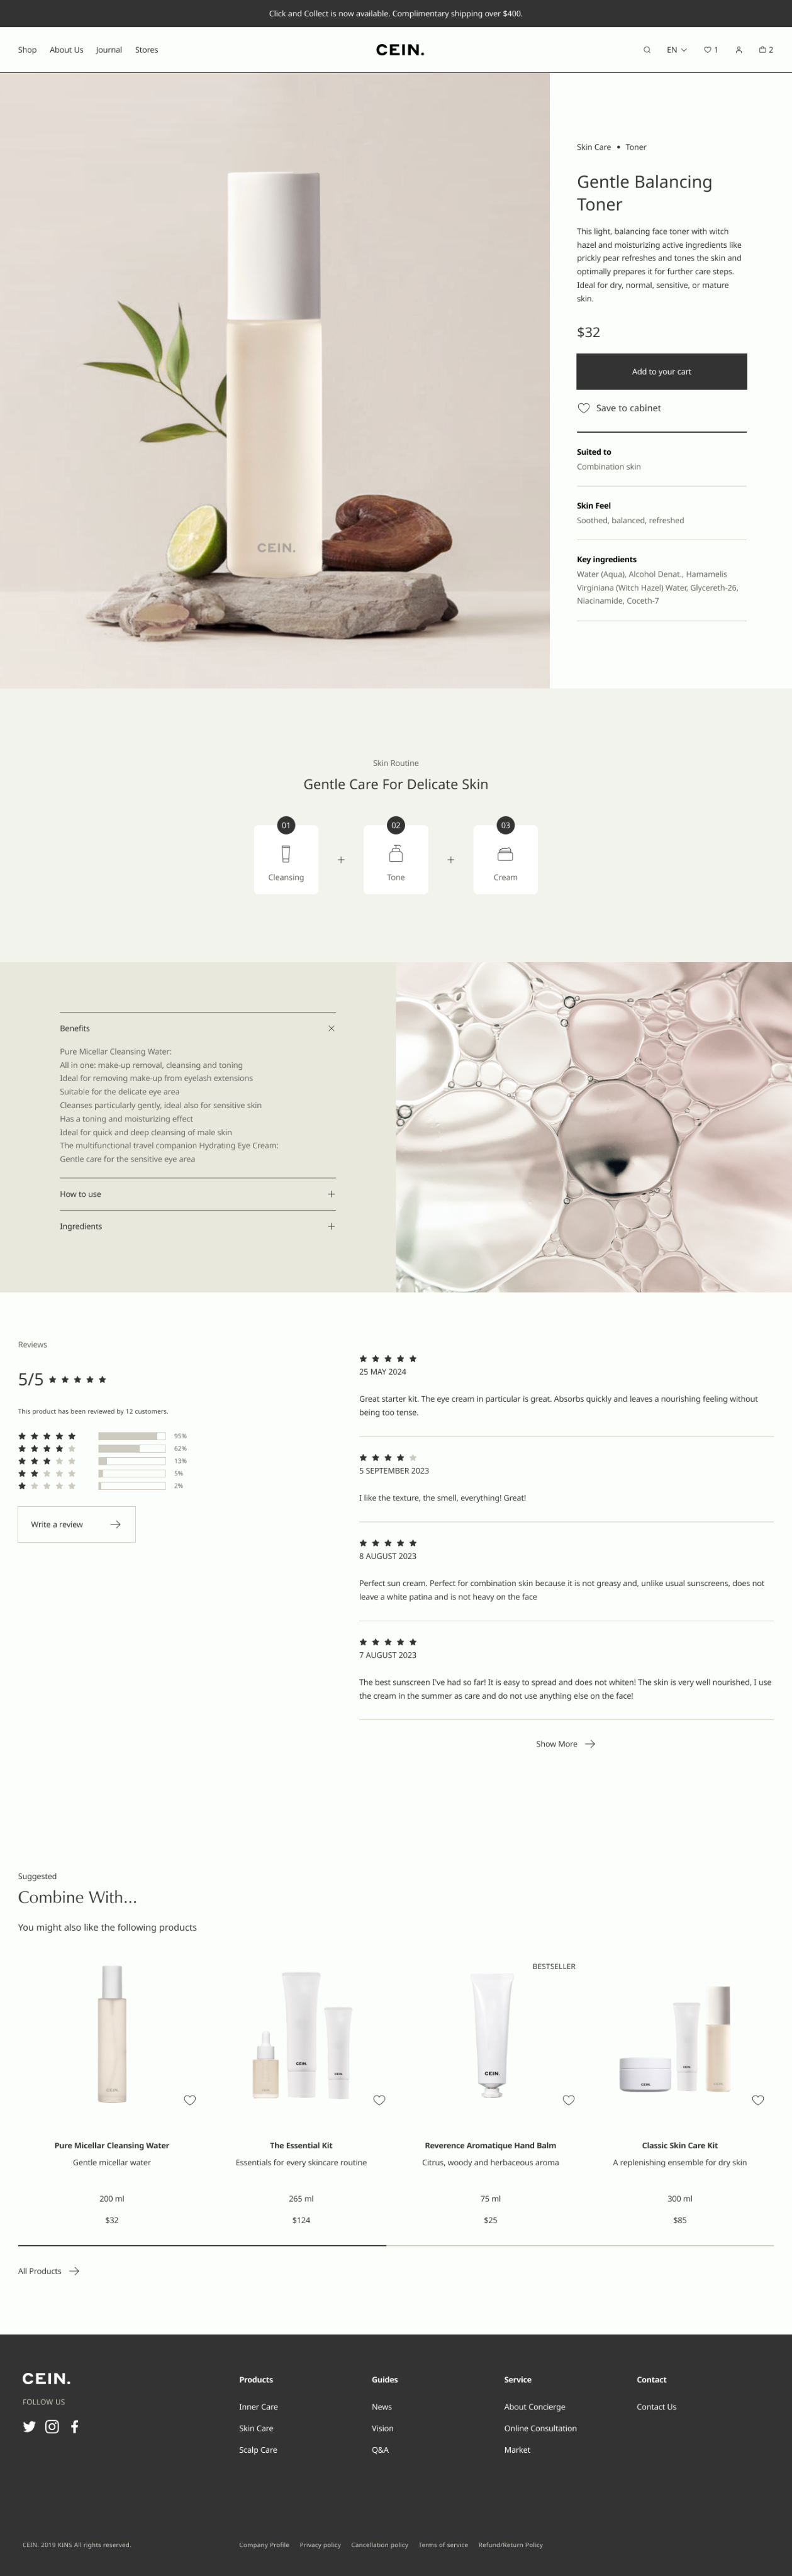 Click and Collect is now available. Complimentary shipping over $400.
Shop About Us Journal Stores
CEIN.
EN 1 2
CEIN.
Skin Care • Toner
Gentle Balancing
Toner
This light, balancing face toner with witch
hazel and moisturizing active ingredients like
prickly pear refreshes and tones the skin and
optimally prepares it for further care steps.
Ideal for dry, normal, sensitive, or mature
skin.
$32
Add to your cart
Save to cabinet
Suited to
Combination skin
Skin Feel
Soothed, balanced, refreshed
Key ingredients
Water (Aqua), Alcohol Denat., Hamamelis
Virginiana (Witch Hazel) Water, Glycereth-26,
Niacinamide, Coceth-7
Skin Routine
Gentle Care For Delicate Skin
01 02 03
+ +
Cleansing Tone Cream
Benefits
Pure Micellar Cleansing Water:
All in one: make-up removal, cleansing and toning
Ideal for removing make-up from eyelash extensions
Suitable for the delicate eye area
Cleanses particularly gently, ideal also for sensitive skin
Has a toning and moisturizing effect
Ideal for quick and deep cleansing of male skin
The multifunctional travel companion Hydrating Eye Cream:
Gentle care for the sensitive eye area
How to use +
Ingredients +
Reviews
5/5
This product has been reviewed by 12 customers.
95%
62%
13%
5%
2%
Write a review
25 MAY 2024
Great starter kit. The eye cream in particular is great. Absorbs quickly and leaves a nourishing feeling without
being too tense.
5 SEPTEMBER 2023
I like the texture, the smell, everything! Great!
8 AUGUST 2023
Perfect sun cream. Perfect for combination skin because it is not greasy and, unlike usual sunscreens, does not
leave a white patina and is not heavy on the face
7 AUGUST 2023
The best sunscreen I've had so far! It is easy to spread and does not whiten! The skin is very well nourished, I use
the cream in the summer as care and do not use anything else on the face!
Show More
Suggested
Combine With...
You might also like the following products
BESTSELLER
CEIN.
CEIN.
CEIN.
CEIN.
Pure Micellar Cleansing Water
Gentle micellar water
200 ml
$32
The Essential Kit
Essentials for every skincare routine
265 ml
$124
Reverence Aromatique Hand Balm
Citrus, woody and herbaceous aroma
75 ml
$25
Classic Skin Care Kit
A replenishing ensemble for dry skin
300 ml
$85
All Products
CEIN.
FOLLOW US
Products
Inner Care
Skin Care
Scalp Care
Guides
News
Vision
Q&A
Service
About Concierge
Online Consultation
Market
Contact
Contact Us
CEIN. 2019 KINS All rights reserved.
Company Profile Privacy policy Cancellation policy Terms of service Refund/Return Policy